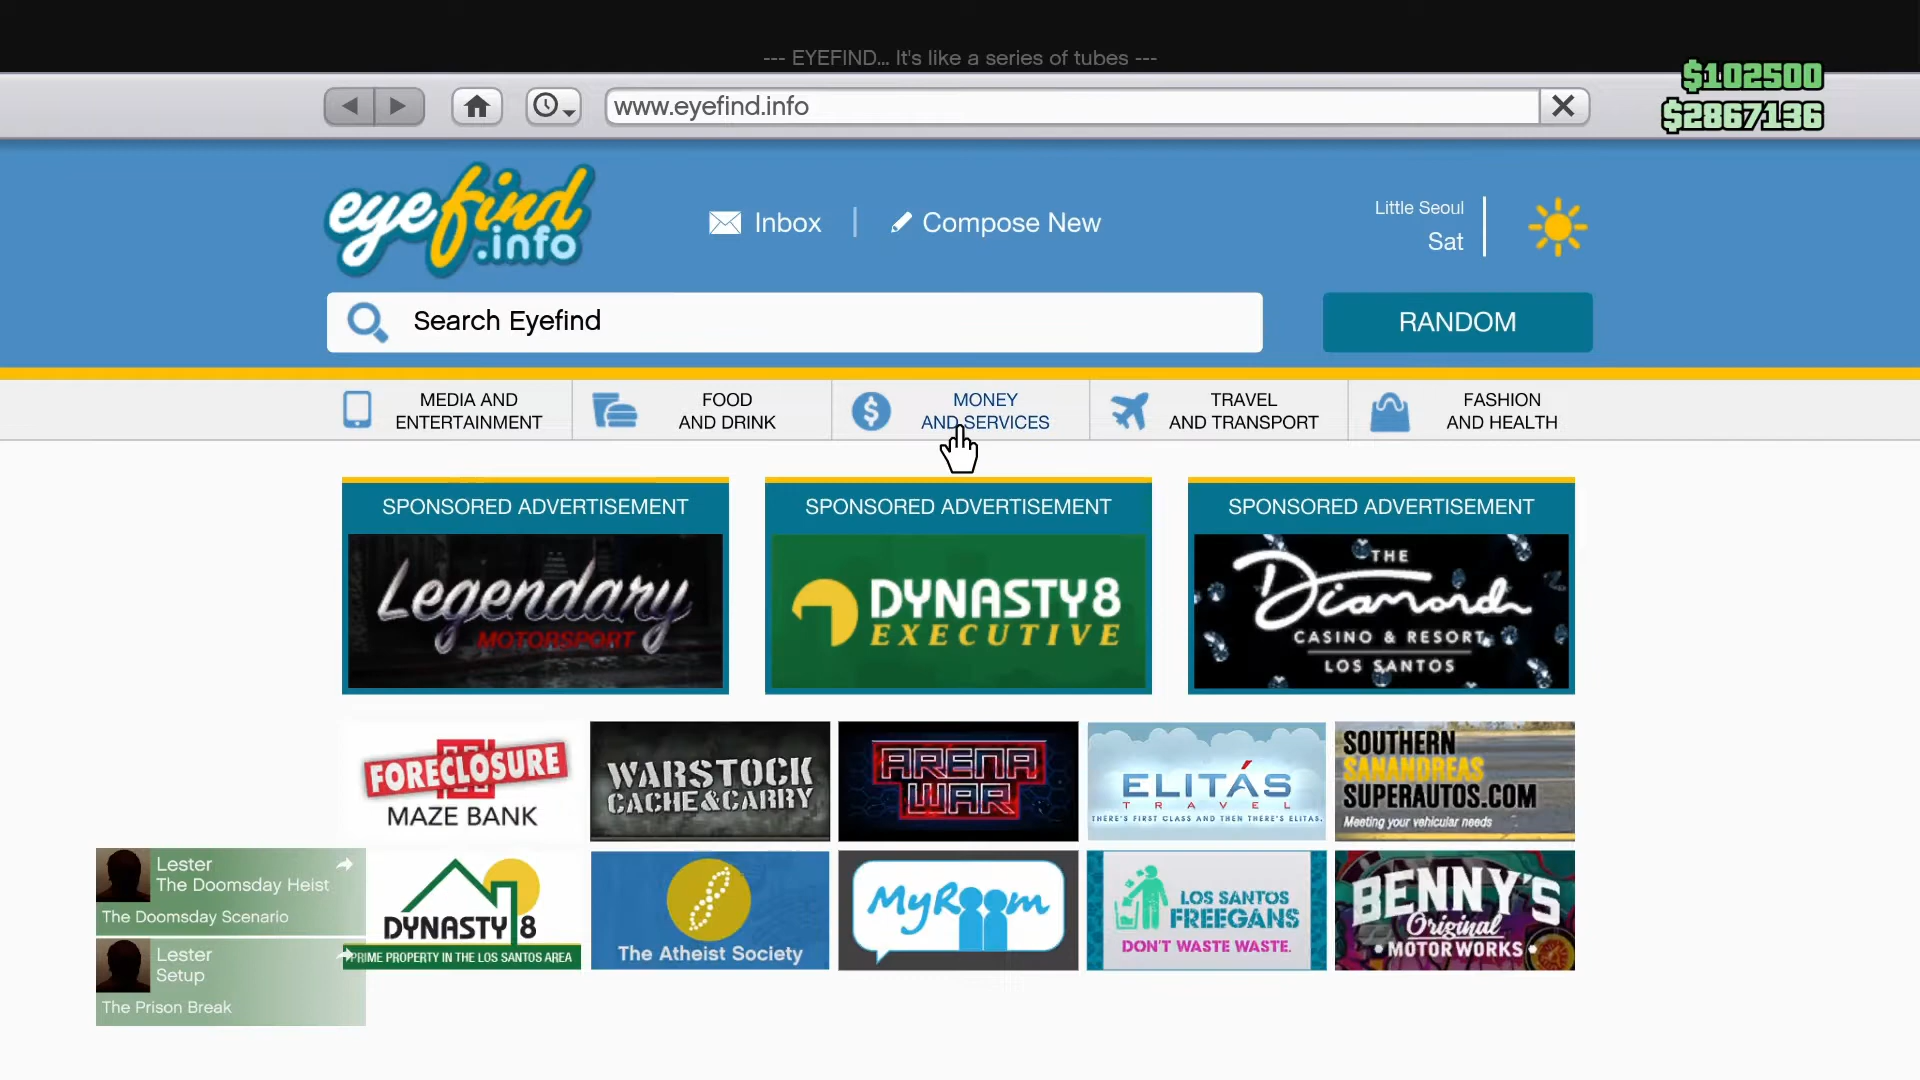 --- EYEFIND... It's like a series of tubes ---
$102500
www.eyefind.info
$2867136
eyefind
.info
Inbox
Compose New
Little Seoul
Sat
Search Eyefind
RANDOM
MEDIA AND
ENTERTAINMENT
FOOD
AND DRINK
MONEY
AND SERVICES
TRAVEL
AND TRANSPORT
FASHION
AND HEALTH
SPONSORED ADVERTISEMENT
Legendary
MOTORSPORT
SPONSORED ADVERTISEMENT
DYNASTY 8
EXECUTIVE
SPONSORED ADVERTISEMENT
THE
Diamond
CASINO & RESORT
LOS SANTOS
FORECLOSURE
MAZE BANK
WARSTOCK
CACHE&CARRY
ARENA
WAR
ELITÁS
TRAVEL
THERE'S FIRST CLASS AND THEN THERE'S ELITAS.
SOUTHERN
SANANDREAS
SUPERAUTOS.COM
Meeting your vehicular needs
DYNASTY 8
PRIME PROPERTY IN THE LOS SANTOS AREA
The Atheist Society
MyRoom
LOS SANTOS
FREEGANS
DON'T WASTE WASTE.
BENNY'S
Original
MOTOR WORKS
Lester
The Doomsday Heist
The Doomsday Scenario
Lester
Setup
The Prison Break